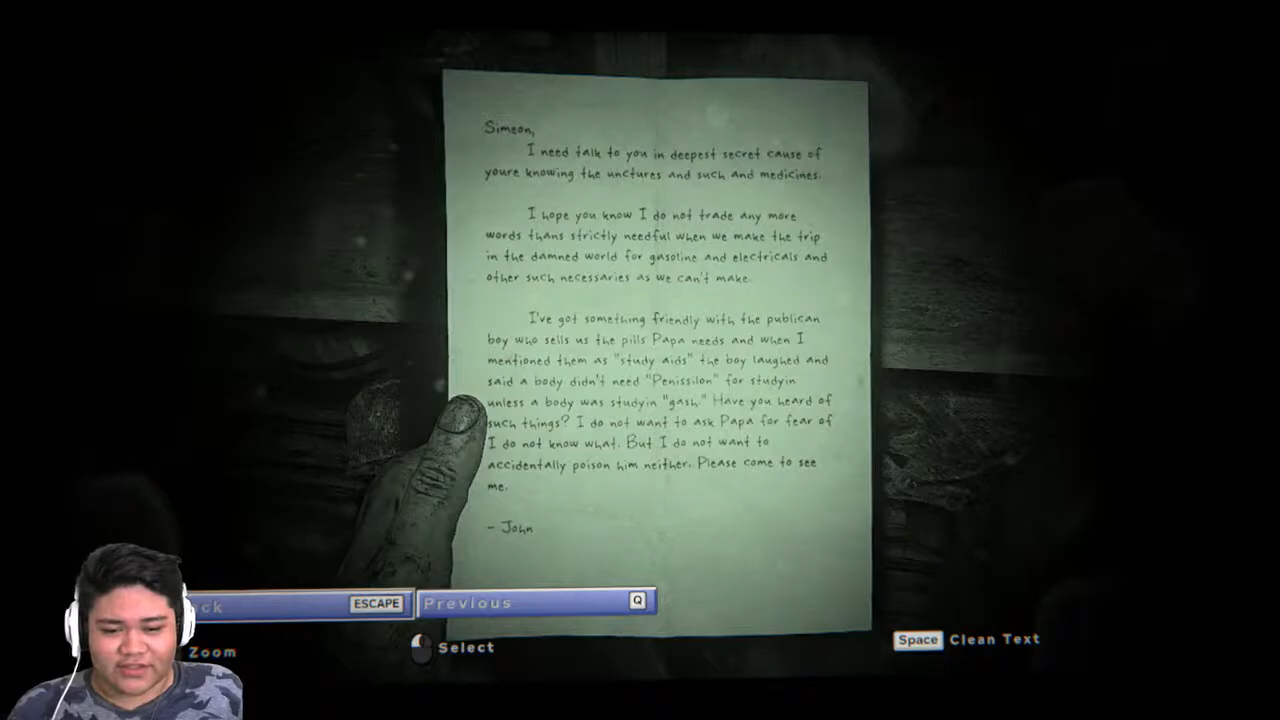 Simeon,
I need talk to you in deepest secret cause of
youre knowing the unctures and such and medicines.
I hope you know I do not trade any more
words thans strictly needful when we make the trip
in the damned world for gasoline and electricals and
other such necessaries as we can't make.
I've got something friendly with the publican
boy who sells us the pills Papa needs and when I
mentioned them as "study aids" the boy laughed and
said a body didn't need "Penissilon" for studyin
unless a body was studyin "gash." Have you heard of
such things? I do not want to ask Papa for fear of
I do not know what. But I do not want to
accidentally poison him neither. Please come to see
me.
- John
ck ESCAPE Previous Q
Zoom Select Space Clean Text